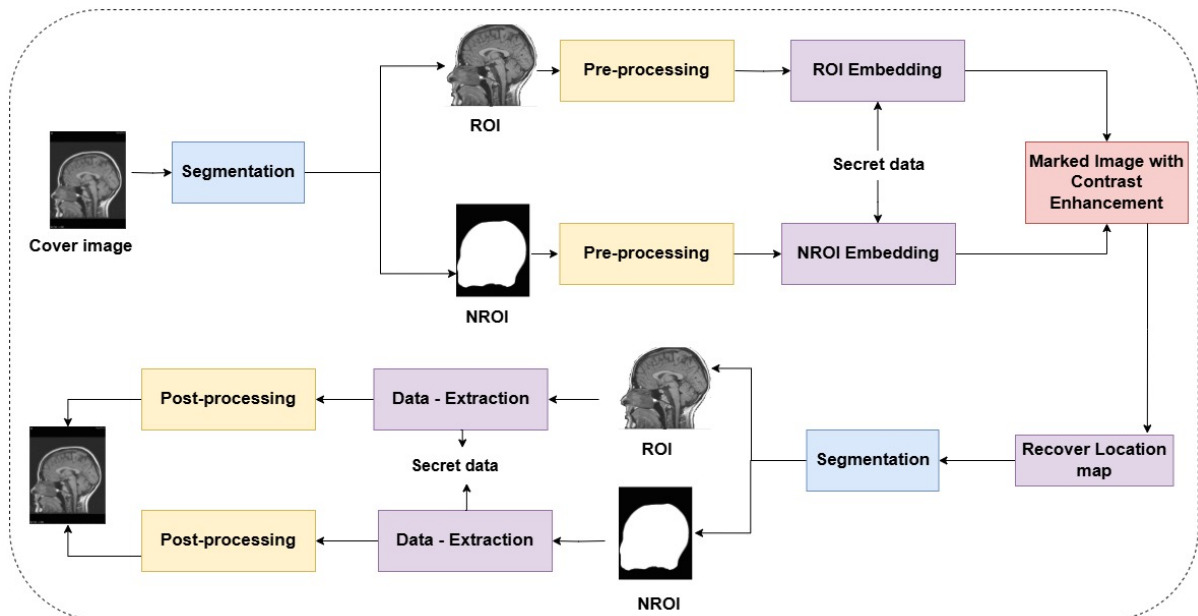 ROI
Pre-processing
ROI Embedding
Cover image
Segmentation
Secret data
Marked Image with
Contrast
Enhancement
NROI
Pre-processing
NROI Embedding
Post-processing
Data - Extraction
ROI
Secret data
Segmentation
Recover Location
map
Post-processing
Data - Extraction
NROI